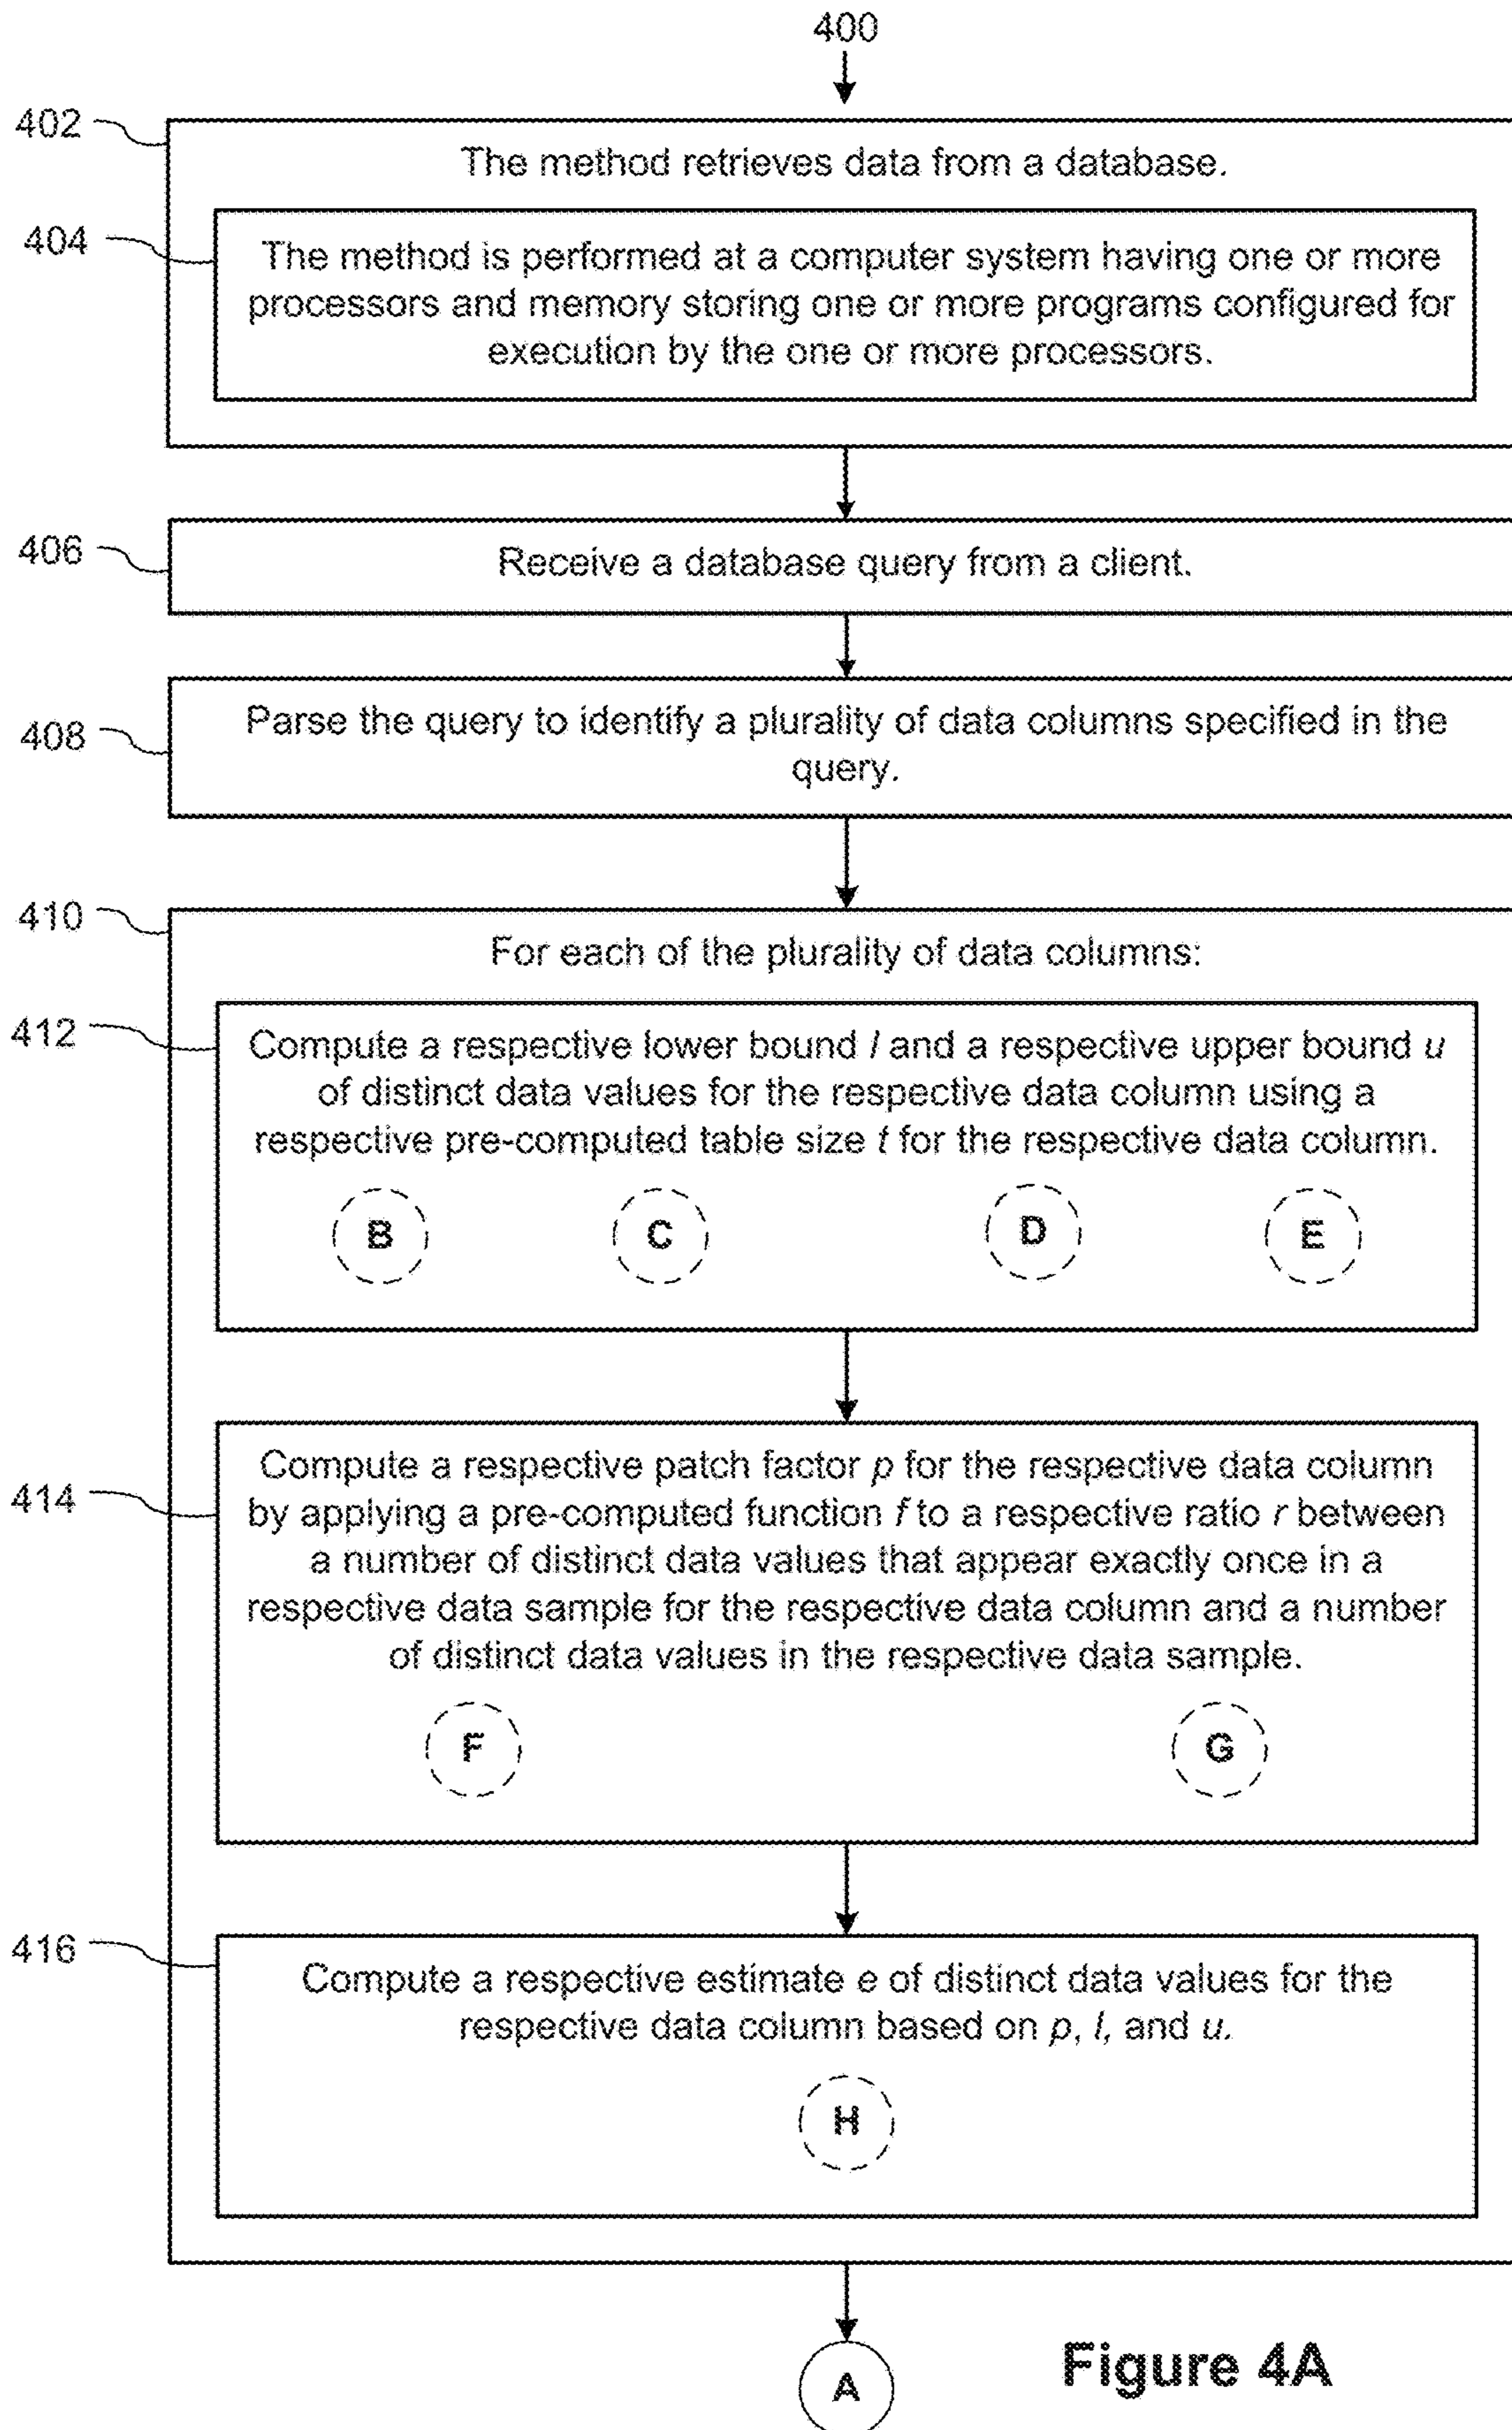 400
402
The method retrieves data from a database.
404
The method is performed at a computer system having one or more
processors and memory storing one or more programs configured for
execution by the one or more processors.
406
Receive a database query from a client.
408
Parse the query to identify a plurality of data columns specified in the
query.
410
For each of the plurality of data columns:
412
Compute a respective lower bound l and a respective upper bound u
of distinct data values for the respective data column using a
respective pre-computed table size t for the respective data column.
B C D E
414
Compute a respective patch factor p for the respective data column
by applying a pre-computed function f to a respective ratio r between
a number of distinct data values that appear exactly once in a
respective data sample for the respective data column and a number
of distinct data values in the respective data sample.
F G
416
Compute a respective estimate e of distinct data values for the
respective data column based on p, l, and u.
H
A
Figure 4A